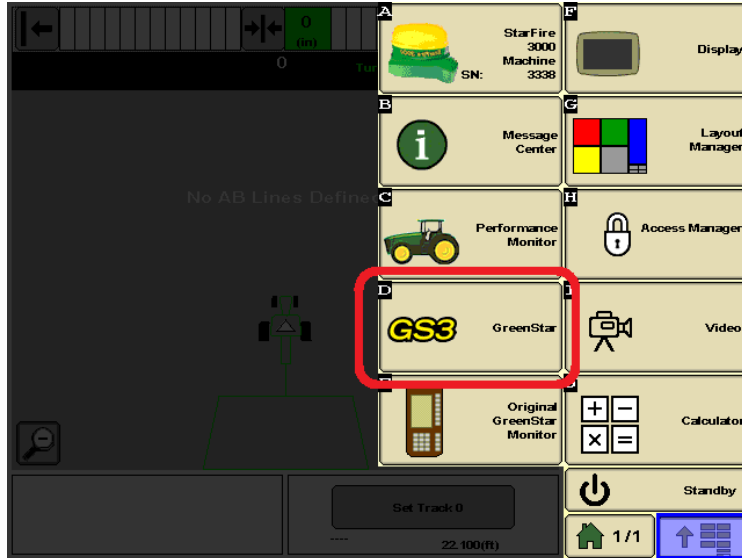 0
(in)
0
Tur
No AB Lines Defined
Set Track 0
----
22.100(ft)
A
StarFire
3000
Machine
SN: 3338
B
Message
Center
C
Performance
Monitor
D
GS3
GreenStar
Original
GreenStar
Monitor
F
Display
G
Layout
Manager
H
Access Manager
Video
Calculator
Standby
1/1